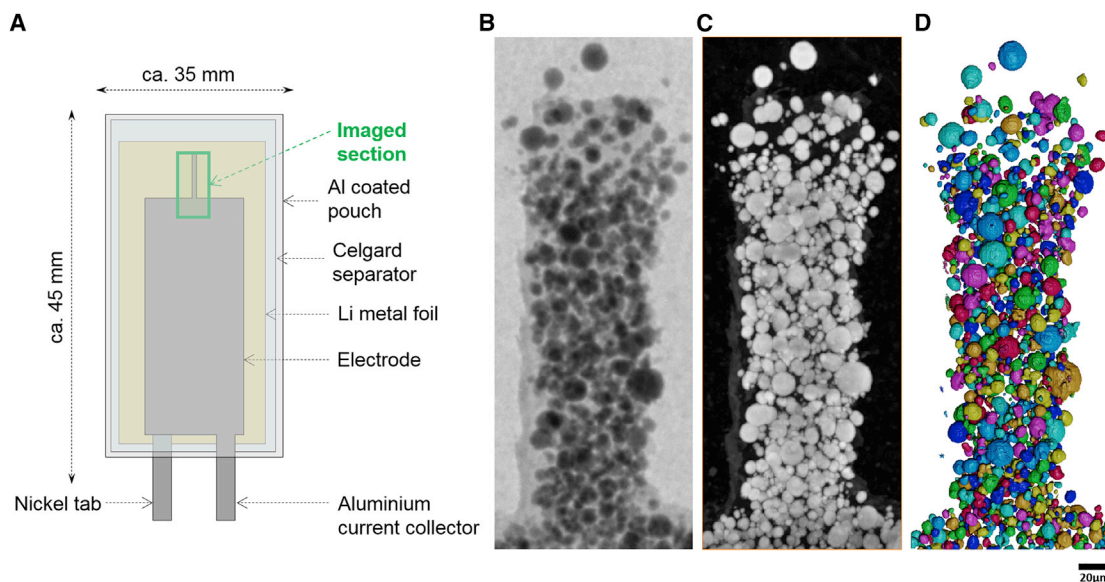 A
B
C
D
ca. 35 mm
ca. 45 mm
Imaged
section
Al coated
pouch
Celgard
separator
Li metal foil
Electrode
Nickel tab
Aluminium
current collector
20μm